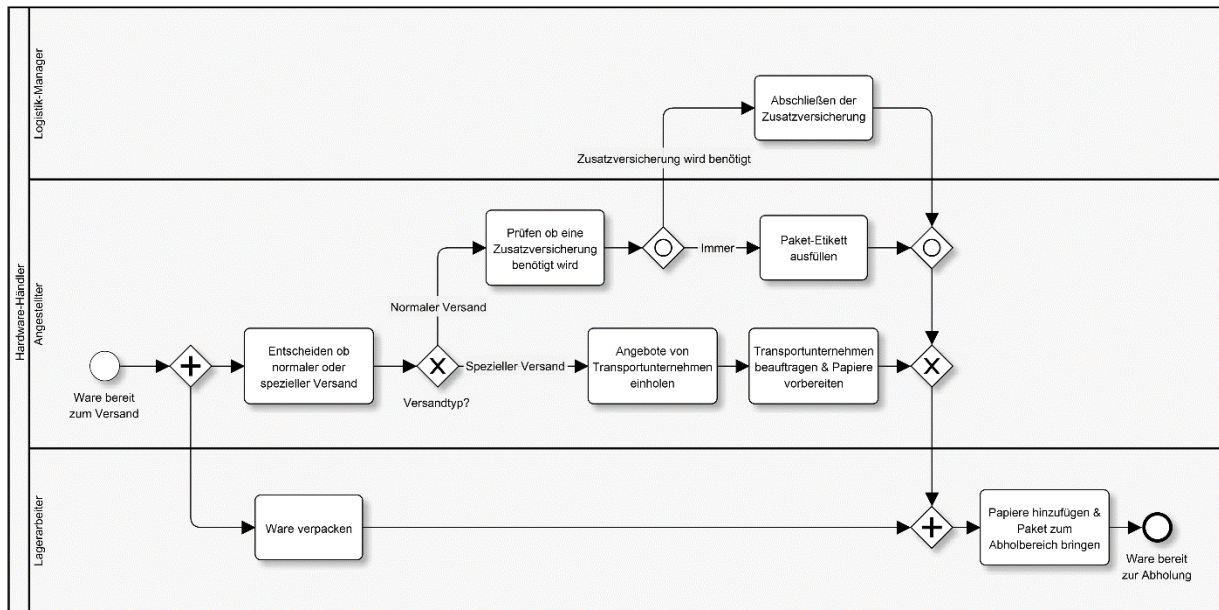 Hardware-Händler
Logistik-Manager
Abschließen der
Zusatzversicherung
Zusatzversicherung wird benötigt
Angestellter
Prüfen ob eine
Zusatzversicherung
benötigt wird
Immer
Paket-Etikett
ausfüllen
Normaler Versand
Ware bereit
zum Versand
Entscheiden ob
normaler oder
spezieller Versand
Versandtyp?
Spezieller Versand
Angebote von
Transportunternehmen
einholen
Transportunternehmen
beauftragen & Papiere
vorbereiten
Lagerarbeiter
Ware verpacken
Papiere hinzufügen &
Paket zum
Abholbereich bringen
Ware bereit
zur Abholung